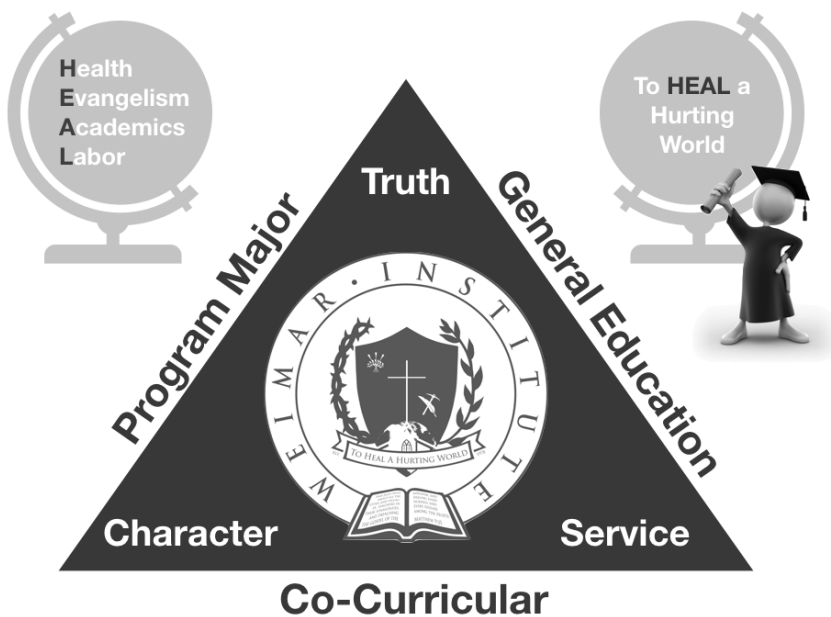 Health
Evangelism
Academics
Labor
To HEAL a
Hurting
World
Truth
Program Major
General Education
WEIMAR · INSTITUTE
TO HEAL A HURTING WORLD
Character
Service
Co-Curricular